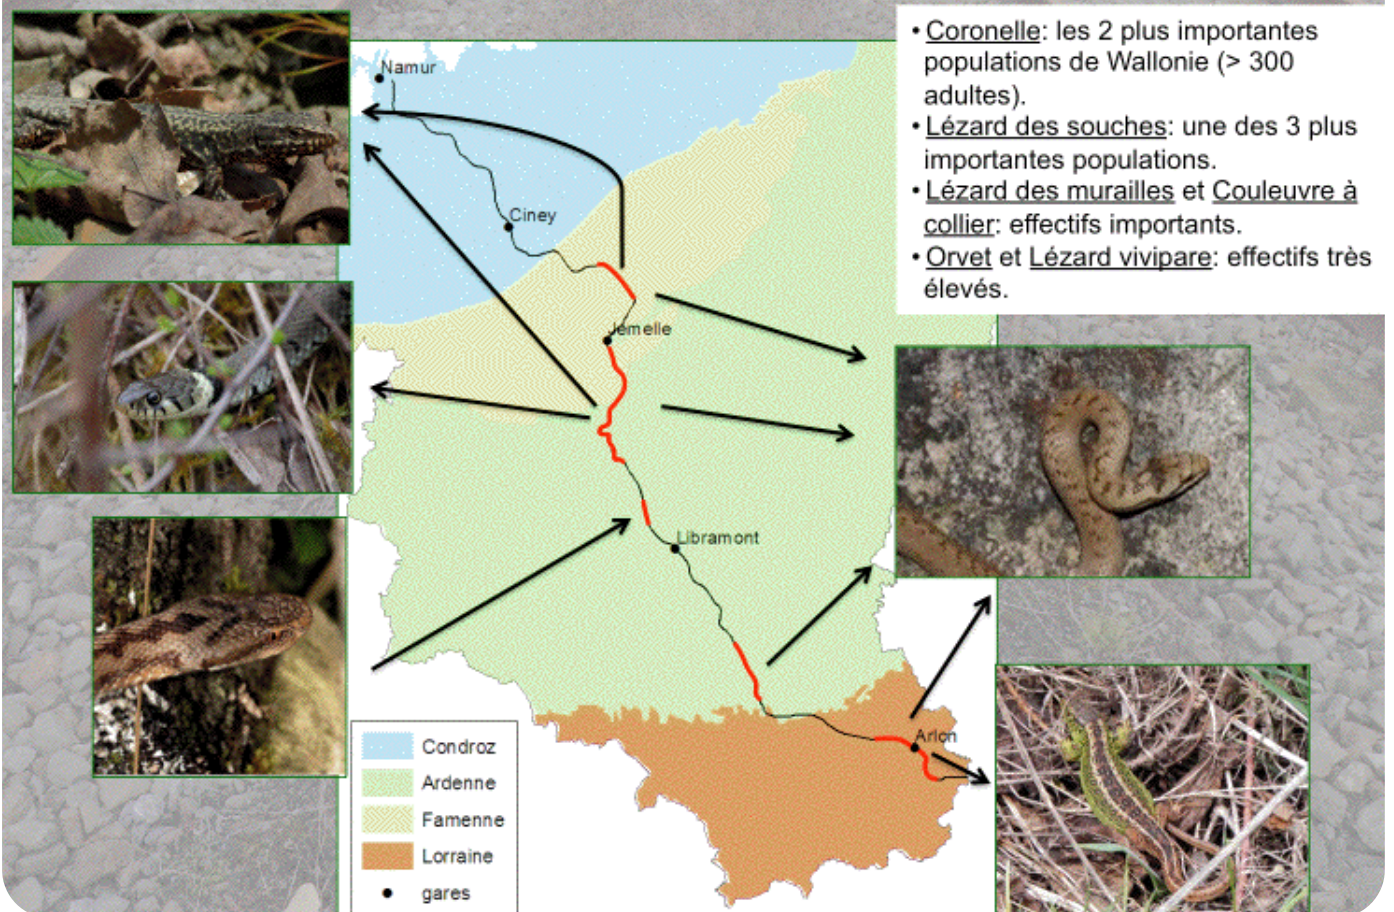 Namur
Ciney
Jemelle
Libramont
Arlon
• Coronelle: les 2 plus importantes
populations de Wallonie (> 300
adultes).
• Lézard des souches: une des 3 plus
importantes populations.
• Lézard des murailles et Couleuvre à
collier: effectifs importants.
• Orvet et Lézard vivipare: effectifs très
élevés.
Condroz
Ardenne
Famenne
Lorraine
gares